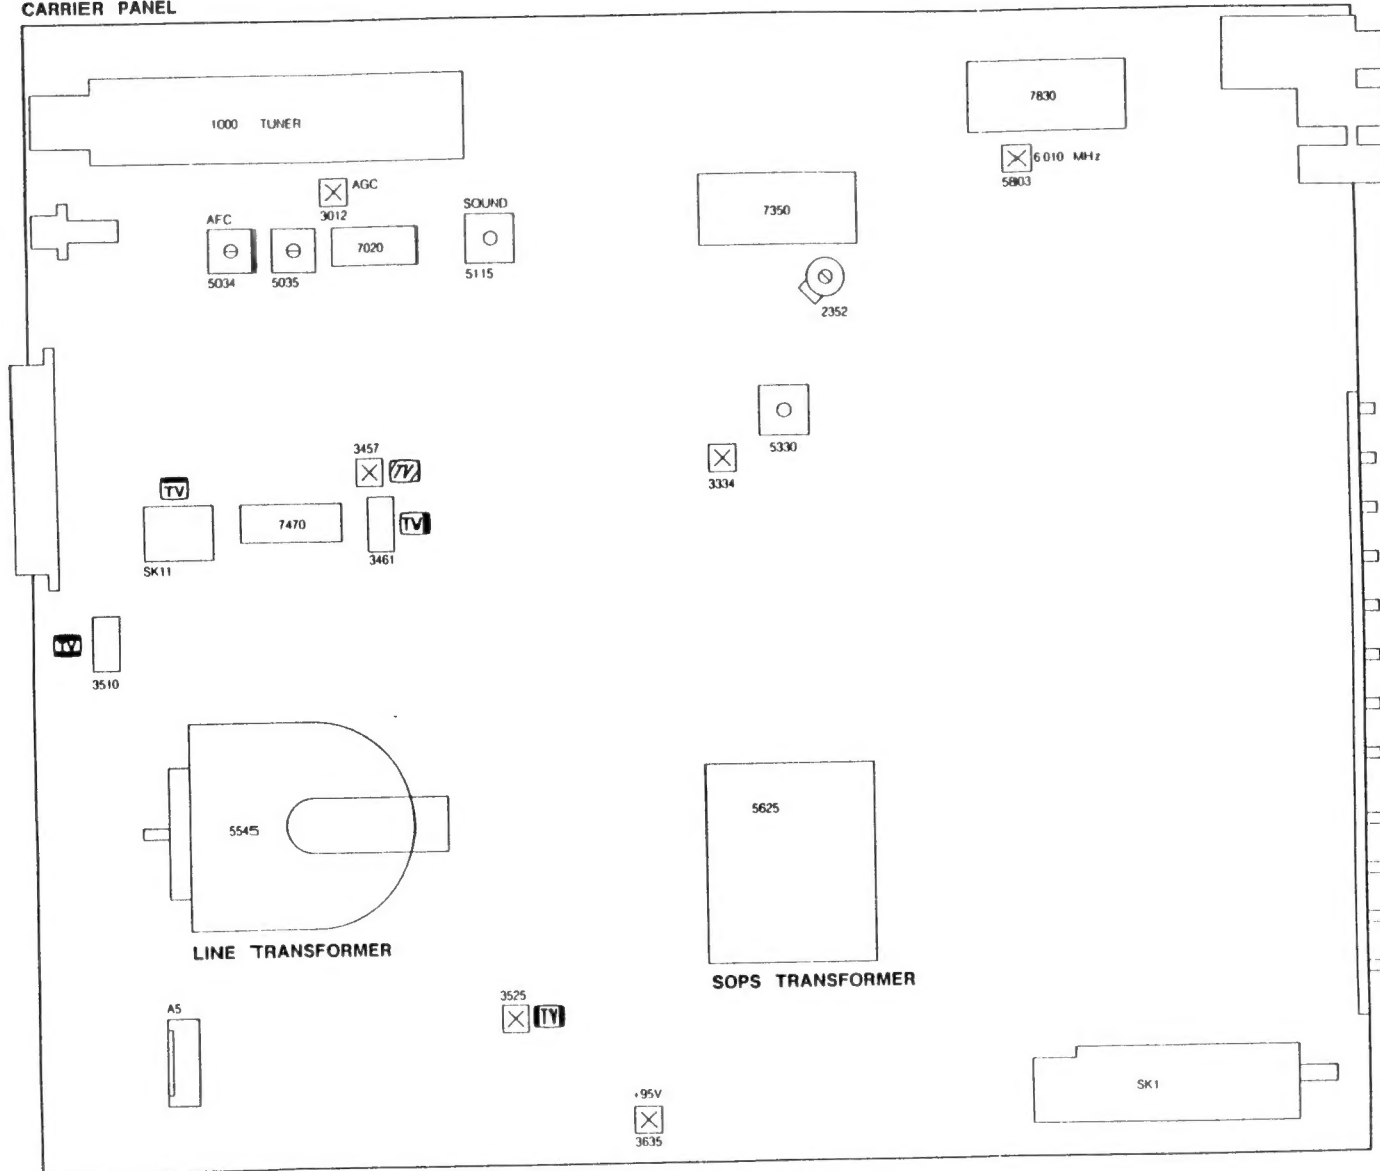 CARRIER PANEL
1000 TUNER
7830
6010 MHz
5803
AGC
3012
7350
SOUND
AFC
7020
5034
5035
5115
2352
3457
TV
5330
3334
TV
7470
TV
SK11
3461
TV
3510
5545
5625
LINE TRANSFORMER
SOPS TRANSFORMER
3525
TV
A5
SK1
+95V
3635